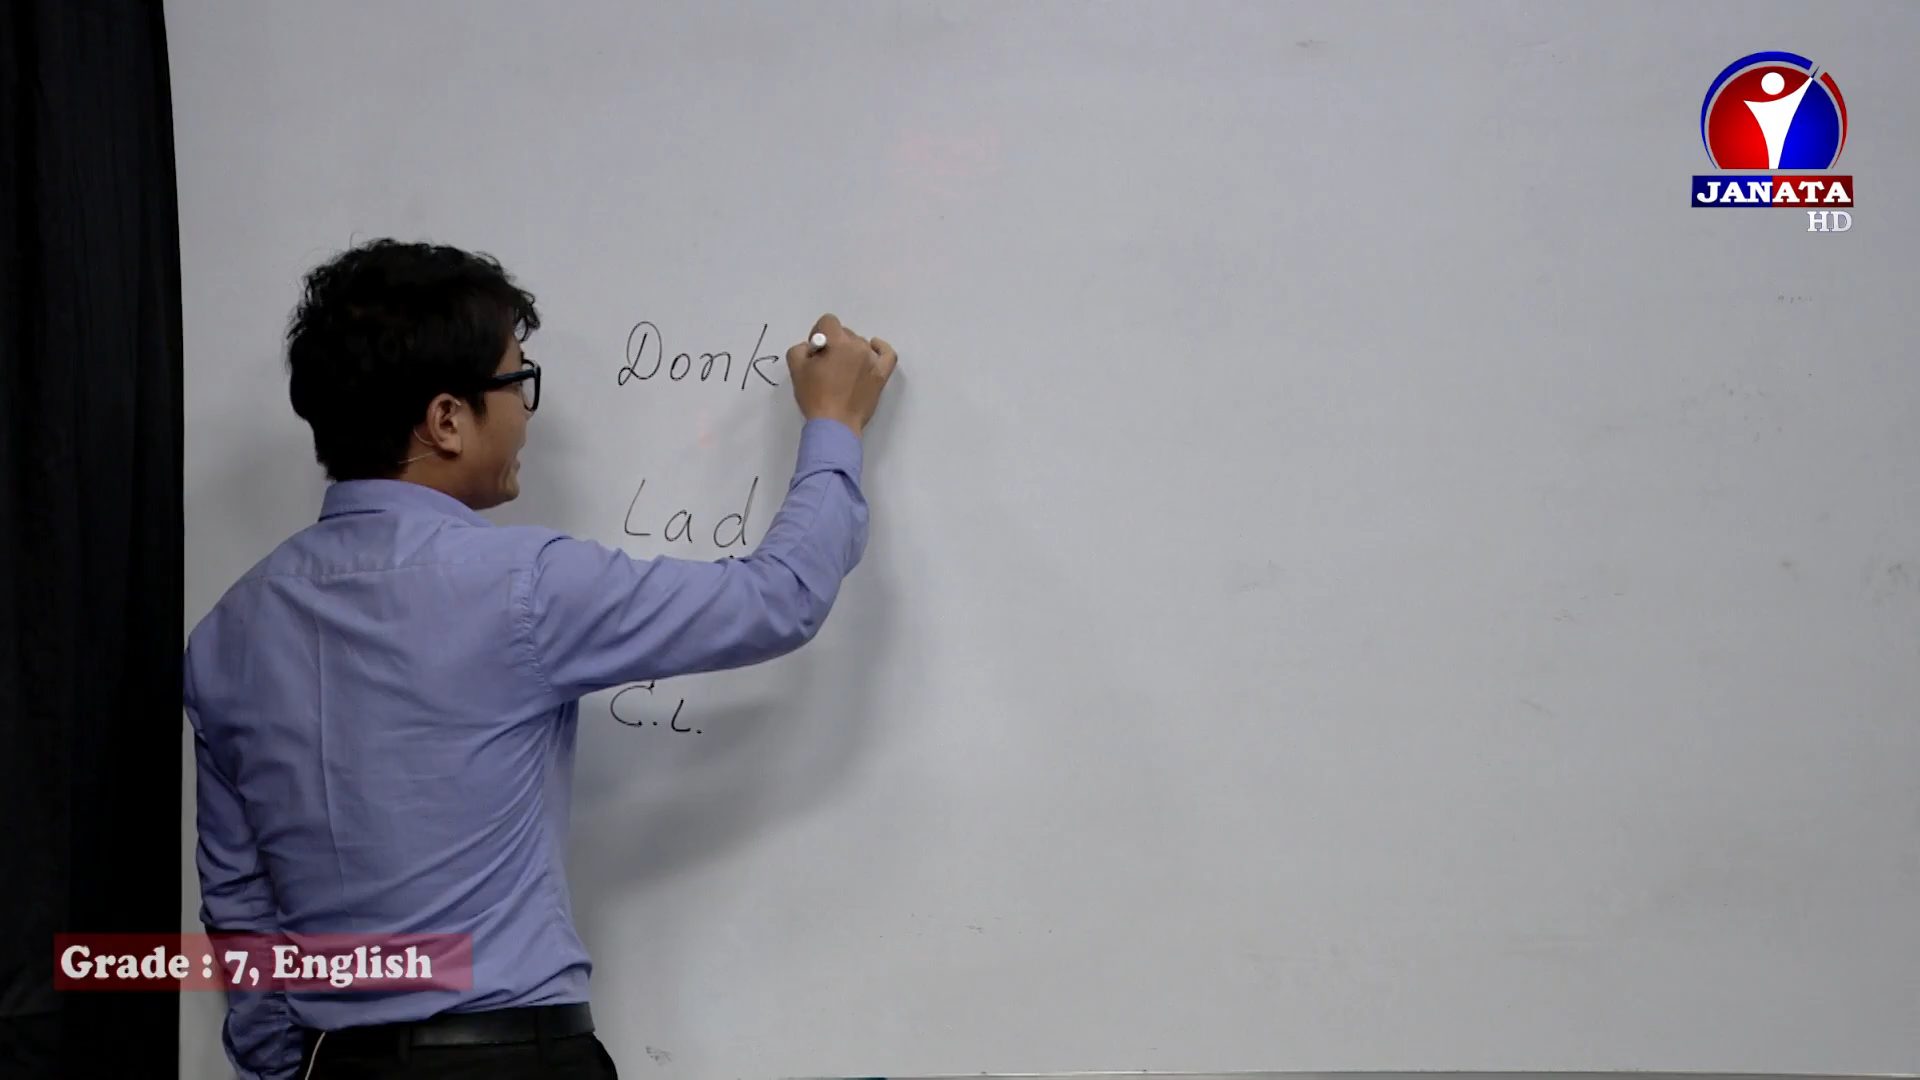 JANATA
HD
Donk
Lad
C.L.
Grade : 7, English